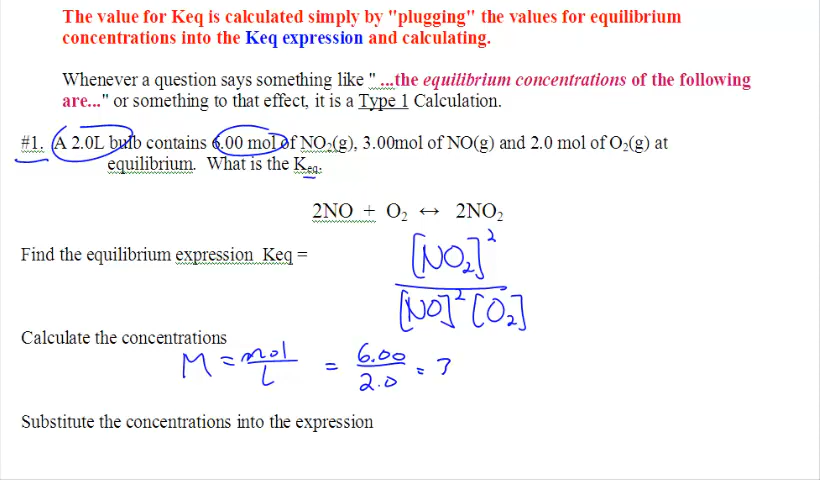 The value for Keq is calculated simply by "plugging" the values for equilibrium
concentrations into the Keq expression and calculating.
Whenever a question says something like " ...the equilibrium concentrations of the following
are..." or something to that effect, it is a Type 1 Calculation.
#1. A 2.0L bulb contains 6.00 mol of NO₂(g), 3.00mol of NO(g) and 2.0 mol of O₂(g) at
equilibrium. What is the Keq.
2NO + O₂ ↔ 2NO₂
Find the equilibrium expression Keq =
[NO₂]²
[NO]² [O₂]
Calculate the concentrations
M = mol/L = 6.00/2.0 = 3
Substitute the concentrations into the expression